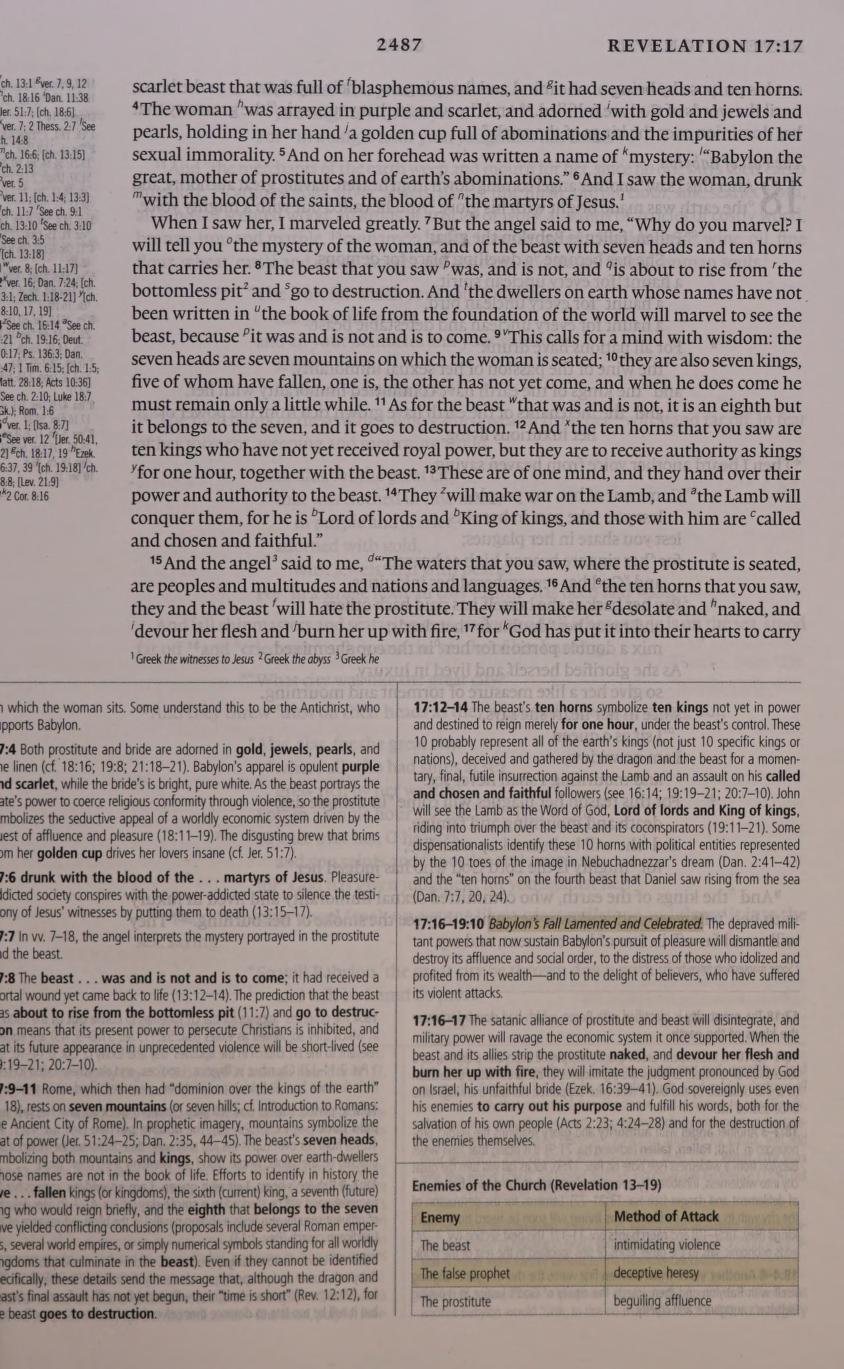 2487
REVELATION 17:17
ch. 13:1 g ver. 7, 9, 12
ch. 18:16 i Dan. 11:38
Jer. 51:7; [ch. 18:6]
ver. 7; 2 Thess. 2:7 l See
h. 14:8
m ch. 16:6; [ch. 13:15]
ch. 2:13
ver. 5
ver. 11; [ch. 1:4; 13:3]
ch. 11:7 r See ch. 9:1
ch. 13:10 t See ch. 3:10
See ch. 3:5
[ch. 13:18]
w ver. 8; [ch. 11:17]
x ver. 16; Dan. 7:24; [ch.
3:1; Zech. 1:18-21] y [ch.
8:10, 17, 19]
z See ch. 16:14 a See ch.
:21 b ch. 19:16; Deut.
0:17; Ps. 136:3; Dan.
:47; 1 Tim. 6:15; [ch. 1:5;
Matt. 28:18; Acts 10:36]
See ch. 2:10; Luke 18:7
Gk.); Rom. 1:6
d ver. 1; [Isa. 8:7]
e See ver. 12 f [Jer. 50:41,
2] g ch. 18:17, 19 h Ezek.
6:37, 39 i [ch. 19:18] j ch.
8:8; [Lev. 21:9]
k 2 Cor. 8:16
scarlet beast that was full of f blasphemous names, and g it had seven heads and ten horns.
4 The woman h was arrayed in purple and scarlet, and adorned i with gold and jewels and
pearls, holding in her hand j a golden cup full of abominations and the impurities of her
sexual immorality. 5 And on her forehead was written a name of k mystery: l “Babylon the
great, mother of prostitutes and of earth’s abominations.” 6 And I saw the woman, drunk
m with the blood of the saints, the blood of n the martyrs of Jesus.1
When I saw her, I marveled greatly. 7 But the angel said to me, “Why do you marvel? I
will tell you o the mystery of the woman, and of the beast with seven heads and ten horns
that carries her. 8 The beast that you saw p was, and is not, and q is about to rise from r the
bottomless pit2 and s go to destruction. And t the dwellers on earth whose names have not
been written in u the book of life from the foundation of the world will marvel to see the
beast, because p it was and is not and is to come. 9 v This calls for a mind with wisdom: the
seven heads are seven mountains on which the woman is seated; 10 they are also seven kings,
five of whom have fallen, one is, the other has not yet come, and when he does come he
must remain only a little while. 11 As for the beast w that was and is not, it is an eighth but
it belongs to the seven, and it goes to destruction. 12 And x the ten horns that you saw are
ten kings who have not yet received royal power, but they are to receive authority as kings
y for one hour, together with the beast. 13 These are of one mind, and they hand over their
power and authority to the beast. 14 They z will make war on the Lamb, and a the Lamb will
conquer them, for he is b Lord of lords and b King of kings, and those with him are c called
and chosen and faithful.”
15 And the angel3 said to me, d “The waters that you saw, where the prostitute is seated,
are peoples and multitudes and nations and languages. 16 And e the ten horns that you saw,
they and the beast f will hate the prostitute. They will make her g desolate and h naked, and
i devour her flesh and j burn her up with fire, 17 for k God has put it into their hearts to carry
1 Greek the witnesses to Jesus 2 Greek the abyss 3 Greek he
which the woman sits. Some understand this to be the Antichrist, who
pports Babylon.
7:4 Both prostitute and bride are adorned in gold, jewels, pearls, and
ne linen (cf. 18:16; 19:8; 21:18–21). Babylon’s apparel is opulent purple
nd scarlet, while the bride’s is bright, pure white. As the beast portrays the
ate’s power to coerce religious conformity through violence, so the prostitute
mbolizes the seductive appeal of a worldly economic system driven by the
uest of affluence and pleasure (18:11–19). The disgusting brew that brims
om her golden cup drives her lovers insane (cf. Jer. 51:7).
7:6 drunk with the blood of the . . . martyrs of Jesus. Pleasure-
ddicted society conspires with the power-addicted state to silence the testi-
ony of Jesus’ witnesses by putting them to death (13:15–17).
7:7 In vv. 7–18, the angel interprets the mystery portrayed in the prostitute
nd the beast.
7:8 The beast . . . was and is not and is to come; it had received a
ortal wound yet came back to life (13:12–14). The prediction that the beast
as about to rise from the bottomless pit (11:7) and go to destruc-
on means that its present power to persecute Christians is inhibited, and
at its future appearance in unprecedented violence will be short-lived (see
9:19–21; 20:7–10).
7:9–11 Rome, which then had “dominion over the kings of the earth”
18), rests on seven mountains (or seven hills; cf. Introduction to Romans:
e Ancient City of Rome). In prophetic imagery, mountains symbolize the
at of power (Jer. 51:24–25; Dan. 2:35, 44–45). The beast’s seven heads,
mbolizing both mountains and kings, show its power over earth-dwellers
hose names are not in the book of life. Efforts to identify in history the
ve . . . fallen kings (or kingdoms), the sixth (current) king, a seventh (future)
ng who would reign briefly, and the eighth that belongs to the seven
ve yielded conflicting conclusions (proposals include several Roman emper-
s, several world empires, or simply numerical symbols standing for all worldly
ngdoms that culminate in the beast). Even if they cannot be identified
ecifically, these details send the message that, although the dragon and
east’s final assault has not yet begun, their “time is short” (Rev. 12:12), for
e beast goes to destruction.
17:12–14 The beast’s ten horns symbolize ten kings not yet in power
and destined to reign merely for one hour, under the beast’s control. These
10 probably represent all of the earth’s kings (not just 10 specific kings or
nations), deceived and gathered by the dragon and the beast for a momen-
tary, final, futile insurrection against the Lamb and an assault on his called
and chosen and faithful followers (see 16:14; 19:19–21; 20:7–10). John
will see the Lamb as the Word of God, Lord of lords and King of kings,
riding into triumph over the beast and its coconspirators (19:11–21). Some
dispensationalists identify these 10 horns with political entities represented
by the 10 toes of the image in Nebuchadnezzar’s dream (Dan. 2:41–42)
and the “ten horns” on the fourth beast that Daniel saw rising from the sea
(Dan. 7:7, 20, 24).
17:16–19:10 Babylon’s Fall Lamented and Celebrated. The depraved mili-
tant powers that now sustain Babylon’s pursuit of pleasure will dismantle and
destroy its affluence and social order, to the distress of those who idolized and
profited from its wealth—and to the delight of believers, who have suffered
its violent attacks.
17:16–17 The satanic alliance of prostitute and beast will disintegrate, and
military power will ravage the economic system it once supported. When the
beast and its allies strip the prostitute naked, and devour her flesh and
burn her up with fire, they will imitate the judgment pronounced by God
on Israel, his unfaithful bride (Ezek. 16:39–41). God sovereignly uses even
his enemies to carry out his purpose and fulfill his words, both for the
salvation of his own people (Acts 2:23; 4:24–28) and for the destruction of
the enemies themselves.
Enemies of the Church (Revelation 13–19)
Enemy Method of Attack
The beast intimidating violence
The false prophet deceptive heresy
The prostitute beguiling affluence